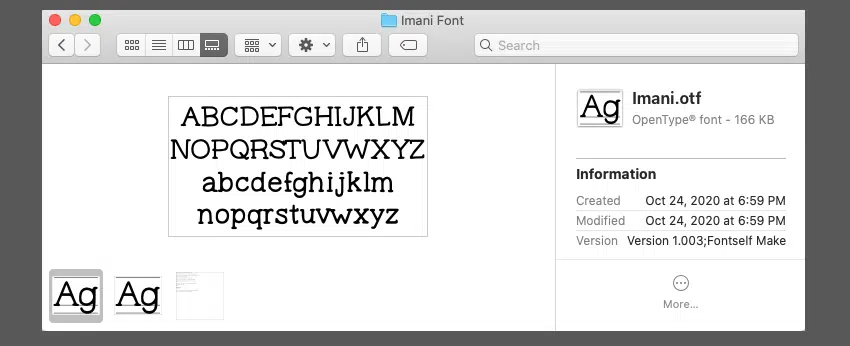 Imani Font
Search
ABCDEFGHIJKLM
NOPQRSTUVWXYZ
abcdefghijklm
nopqrstuvwxyz
Ag
Imani.otf
OpenType® font - 166 KB
Information
Created Oct 24, 2020 at 6:59 PM
Modified Oct 24, 2020 at 6:59 PM
Version Version 1.003;Fontself Make
More...
Ag
Ag